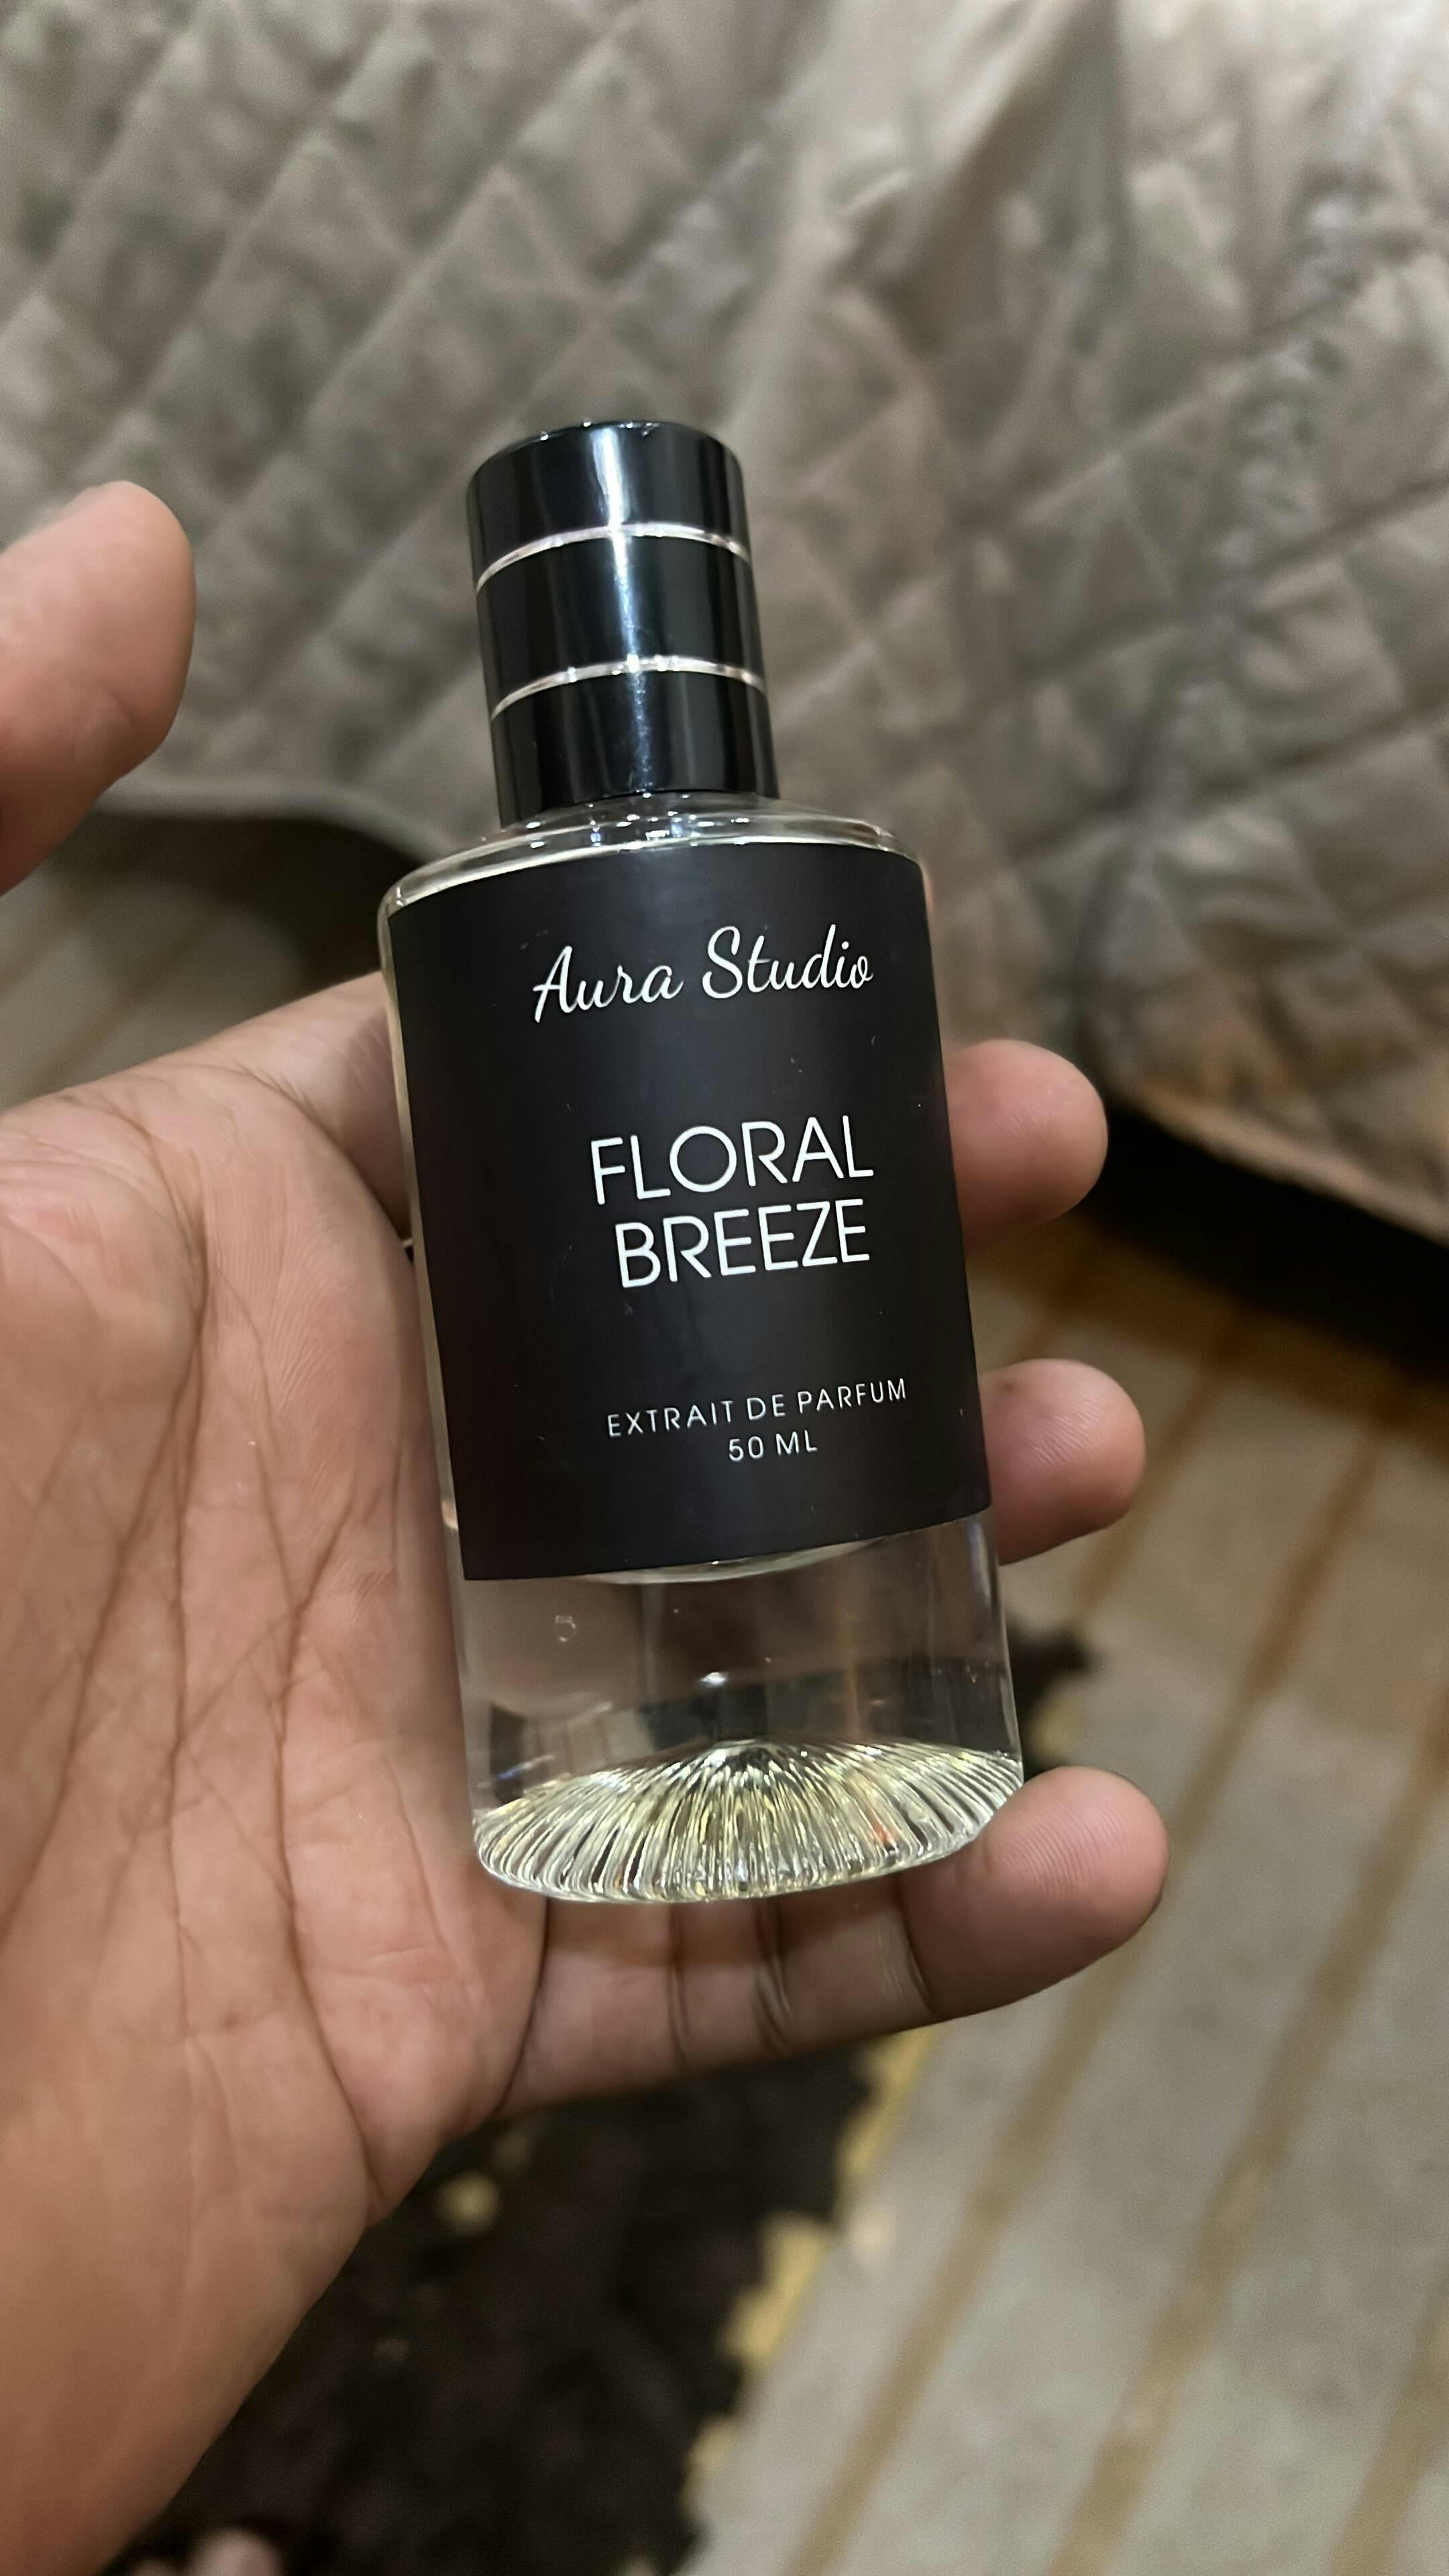 Aura Studio
FLORAL
BREEZE
EXTRAIT DE PARFUM
50 ML